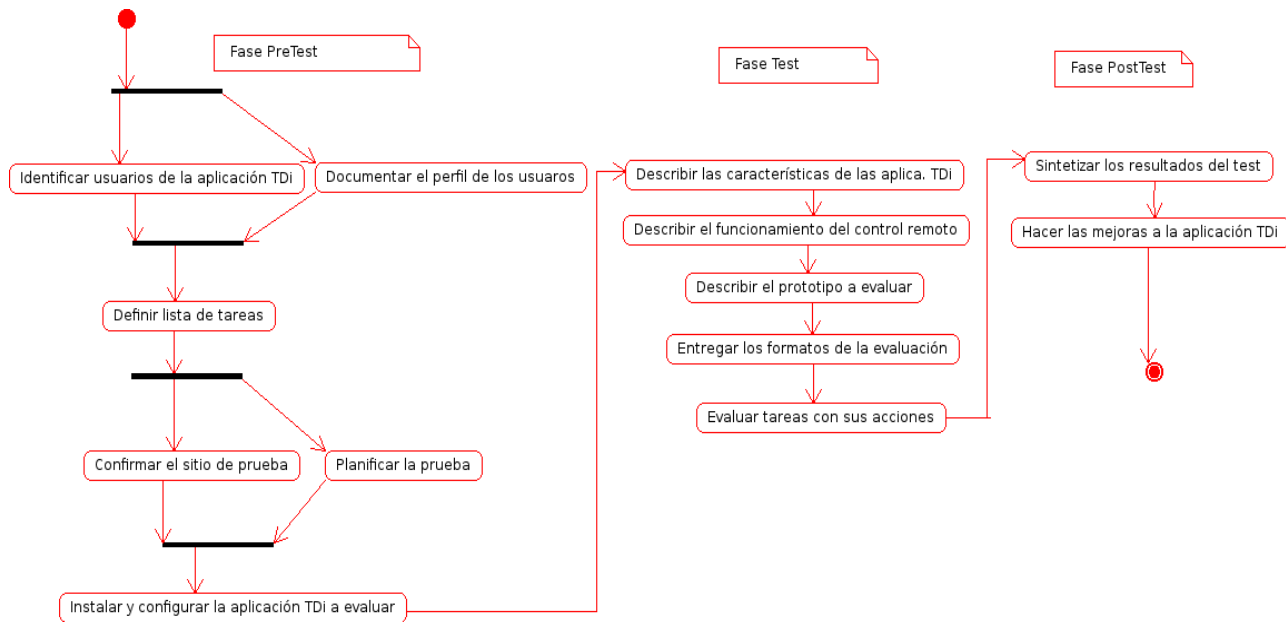 Fase PreTest
Identificar usuarios de la aplicación TDi
Documentar el perfil de los usuaros
Definir lista de tareas
Confirmar el sitio de prueba
Planificar la prueba
Instalar y configurar la aplicación TDi a evaluar
Fase Test
Describir las características de las aplica. TDi
Describir el funcionamiento del control remoto
Describir el prototipo a evaluar
Entregar los formatos de la evaluación
Evaluar tareas con sus acciones
Fase PostTest
Sintetizar los resultados del test
Hacer las mejoras a la aplicación TDi